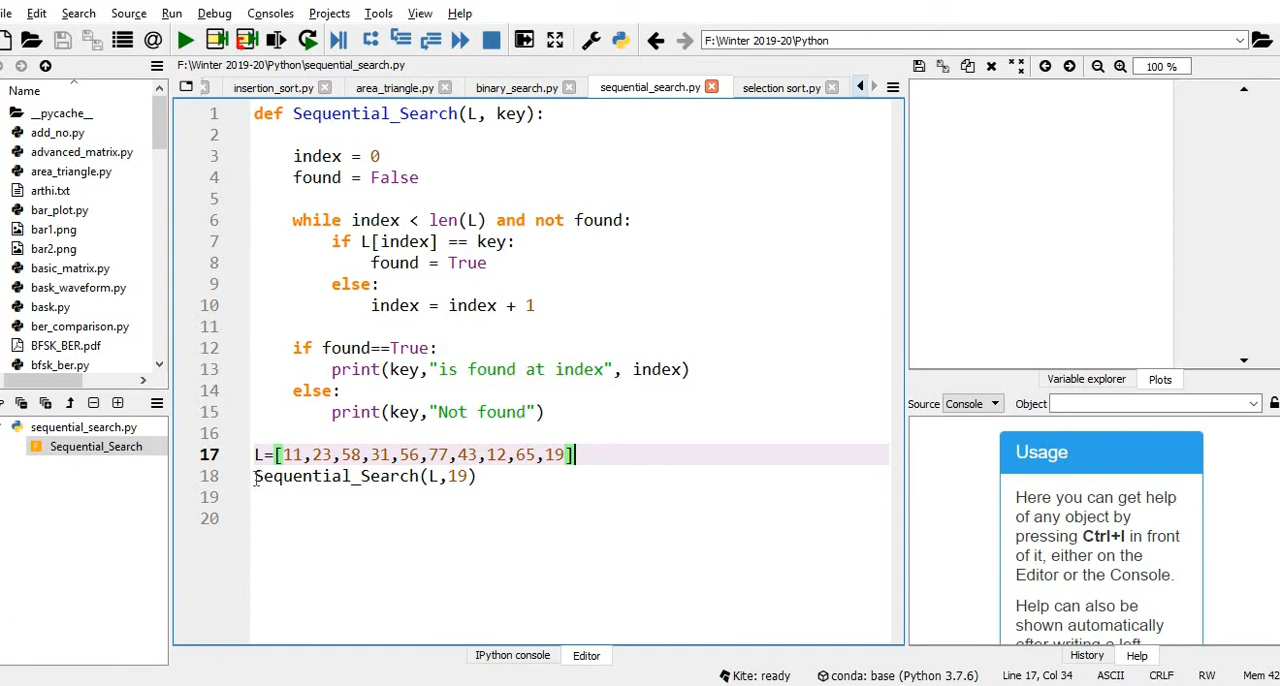 ile Edit Search Source Run Debug Consoles Projects Tools View Help
F:\Winter 2019-20\Python
F:\Winter 2019-20\Python\sequential_search.py
100 %
Name
insertion_sort.py area_triangle.py binary_search.py sequential_search.py selection sort.py
__pycache__
add_no.py
advanced_matrix.py
area_triangle.py
arthi.txt
bar_plot.py
bar1.png
bar2.png
basic_matrix.py
bask_waveform.py
bask.py
ber_comparison.py
BFSK_BER.pdf
bfsk_ber.py
sequential_search.py
Sequential_Search
1 def Sequential_Search(L, key):
2
3 index = 0
4 found = False
5
6 while index < len(L) and not found:
7 if L[index] == key:
8 found = True
9 else:
10 index = index + 1
11
12 if found==True:
13 print(key,"is found at index", index)
14 else:
15 print(key,"Not found")
16
17 L=[11,23,58,31,56,77,43,12,65,19]
18 Sequential_Search(L,19)
19
20
Variable explorer Plots
Source Console Object
Usage
Here you can get help
of any object by
pressing Ctrl+I in front
of it, either on the
Editor or the Console.
Help can also be
shown automatically
after writing a left
IPython console Editor
History Help
Kite: ready conda: base (Python 3.7.6) Line 17, Col 34 ASCII CRLF RW Mem 42